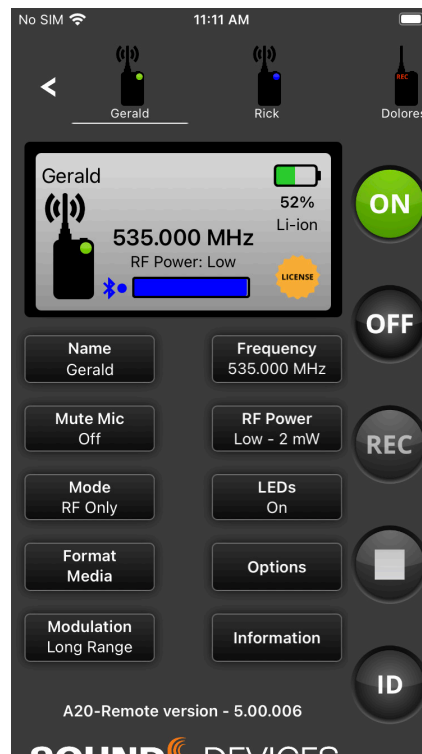 No SIM
11:11 AM
REC
Gerald
Rick
Dolores
Gerald
52%
Li-ion
535.000 MHz
RF Power: Low
LICENSE
ON
OFF
Name
Gerald
Frequency
535.000 MHz
Mute Mic
Off
RF Power
Low - 2 mW
REC
Mode
RF Only
LEDs
On
Format
Media
Options
Modulation
Long Range
Information
ID
A20-Remote version - 5.00.006
SOUND DEVICES